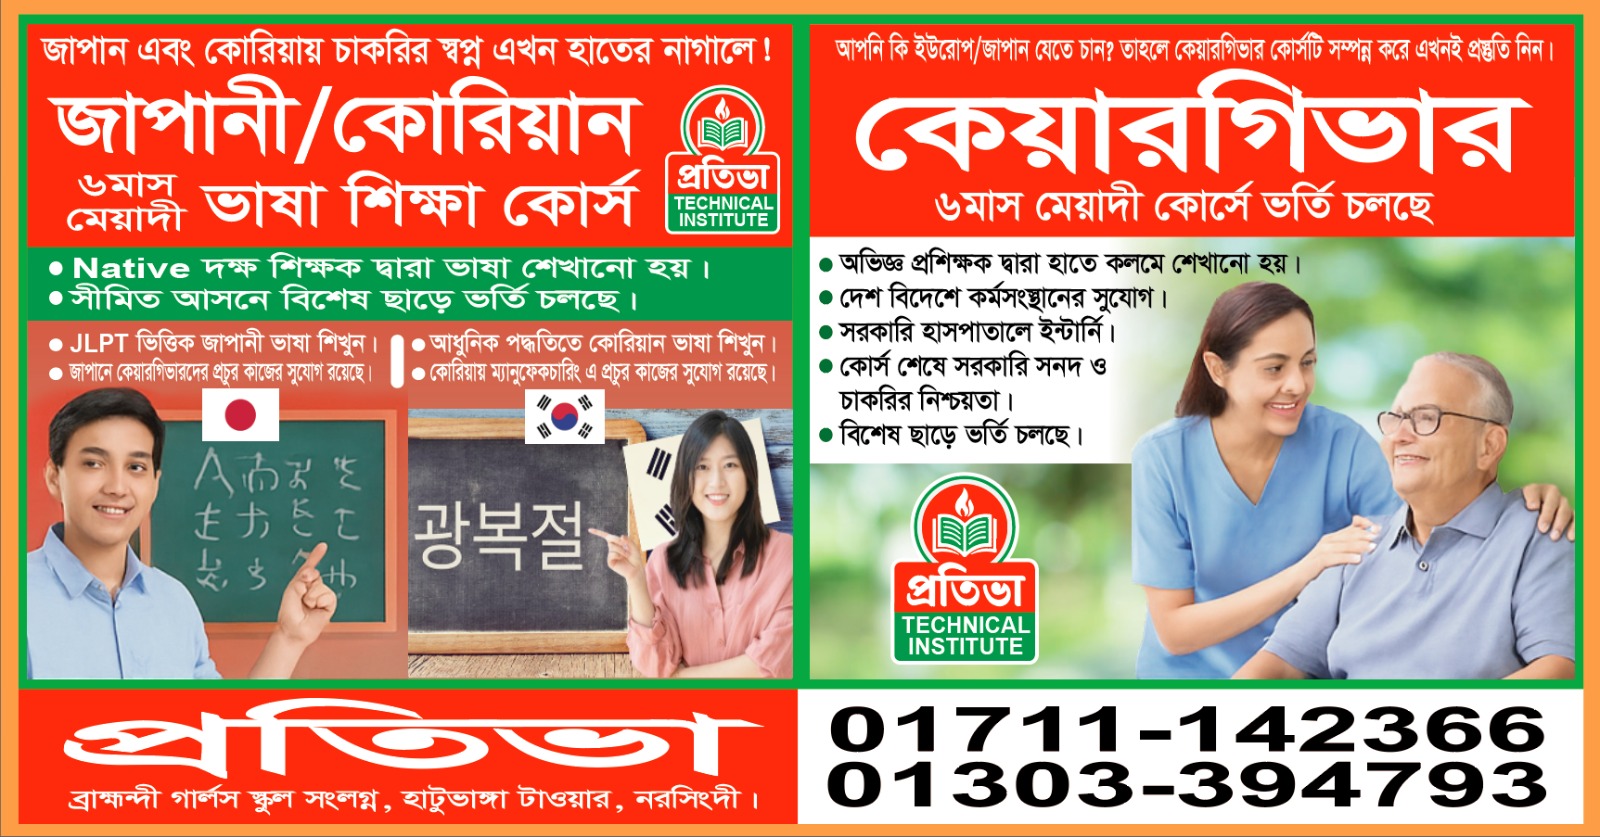 জাপান এবং কোরিয়ায় চাকরির স্বপ্ন এখন হাতের নাগালে!
জাপানী/কোরিয়ান
৬মাস
মেয়াদী
ভাষা শিক্ষা কোর্স
প্রতিভা
TECHNICAL
INSTITUTE
• Native দক্ষ শিক্ষক দ্বারা ভাষা শেখানো হয়।
• সীমিত আসনে বিশেষ ছাড়ে ভর্তি চলছে।
• JLPT ভিত্তিক জাপানী ভাষা শিখুন।
• জাপানে কেয়ারগিভারদের প্রচুর কাজের সুযোগ রয়েছে।
• আধুনিক পদ্ধতিতে কোরিয়ান ভাষা শিখুন।
• কোরিয়ায় ম্যানুফেকচারিং এ প্রচুর কাজের সুযোগ রয়েছে।
광복절
আপনি কি ইউরোপ/জাপান যেতে চান? তাহলে কেয়ারগিভার কোর্সটি সম্পন্ন করে এখনই প্রস্তুতি নিন।
কেয়ারগিভার
৬মাস মেয়াদী কোর্সে ভর্তি চলছে
• অভিজ্ঞ প্রশিক্ষক দ্বারা হাতে কলমে শেখানো হয়।
• দেশ বিদেশে কর্মসংস্থানের সুযোগ।
• সরকারি হাসপাতালে ইন্টার্নি।
• কোর্স শেষে সরকারি সনদ ও
চাকরির নিশ্চয়তা।
• বিশেষ ছাড়ে ভর্তি চলছে।
প্রতিভা
TECHNICAL
INSTITUTE
প্রতিভা
ব্রাহ্মন্দী গার্লস স্কুল সংলগ্ন, হাটুভাঙ্গা টাওয়ার, নরসিংদী।
01711-142366
01303-394793